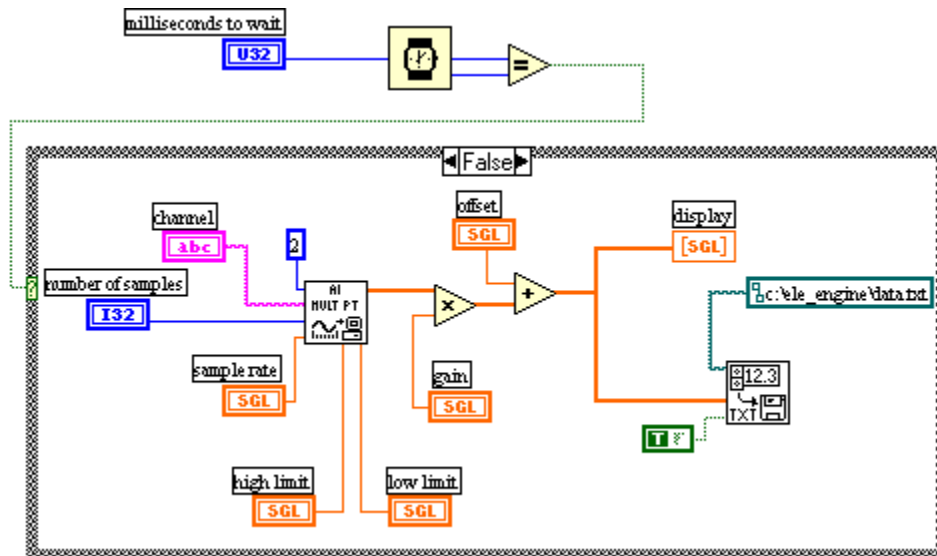 milliseconds to wait
U32
=
False
channel
abc
2
offset
SGL
display
[SGL]
number of samples
I32
?
AI
MULT PT
×
+
c:\ele_engine\data.txt
sample rate
SGL
gain
SGL
12.3
TXT
T
high limit
SGL
low limit
SGL